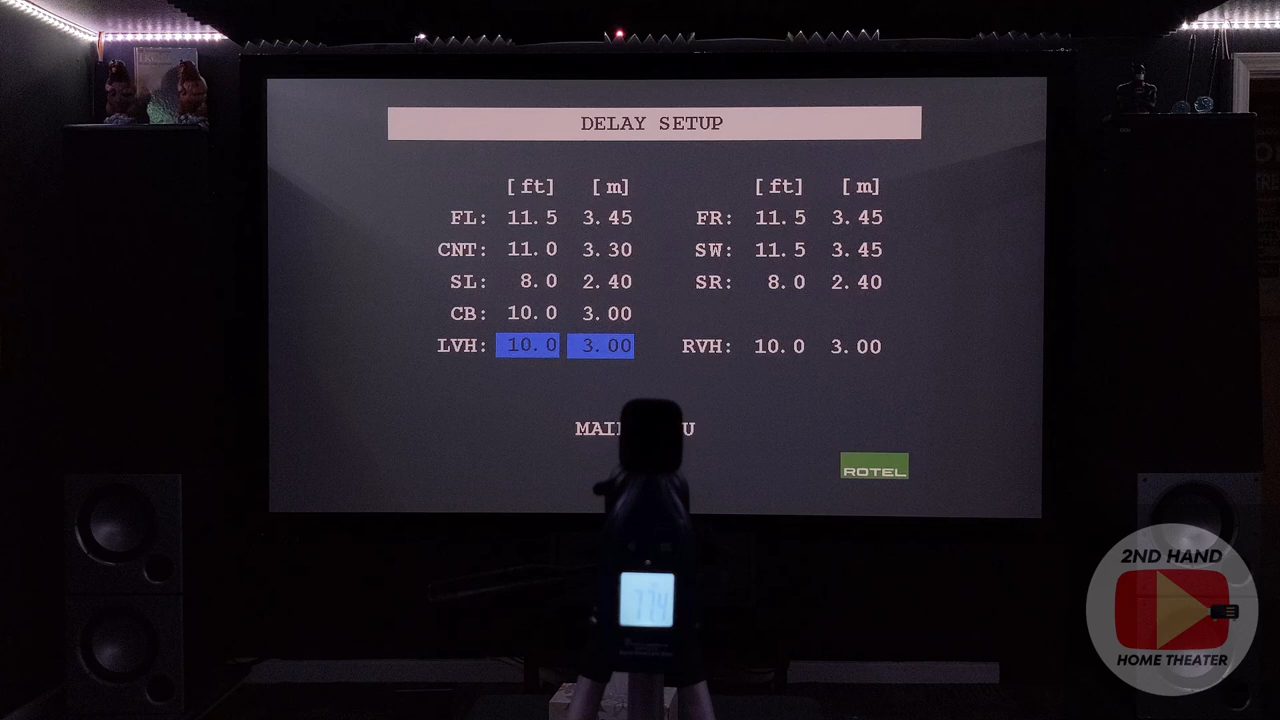 DELAY SETUP
[ft] [m] [ft] [m]
FL: 11.5 3.45 FR: 11.5 3.45
CNT: 11.0 3.30 SW: 11.5 3.45
SL: 8.0 2.40 SR: 8.0 2.40
CB: 10.0 3.00
LVH: 10.0 3.00 RVH: 10.0 3.00
ROTEL
2ND HAND
HOME THEATER